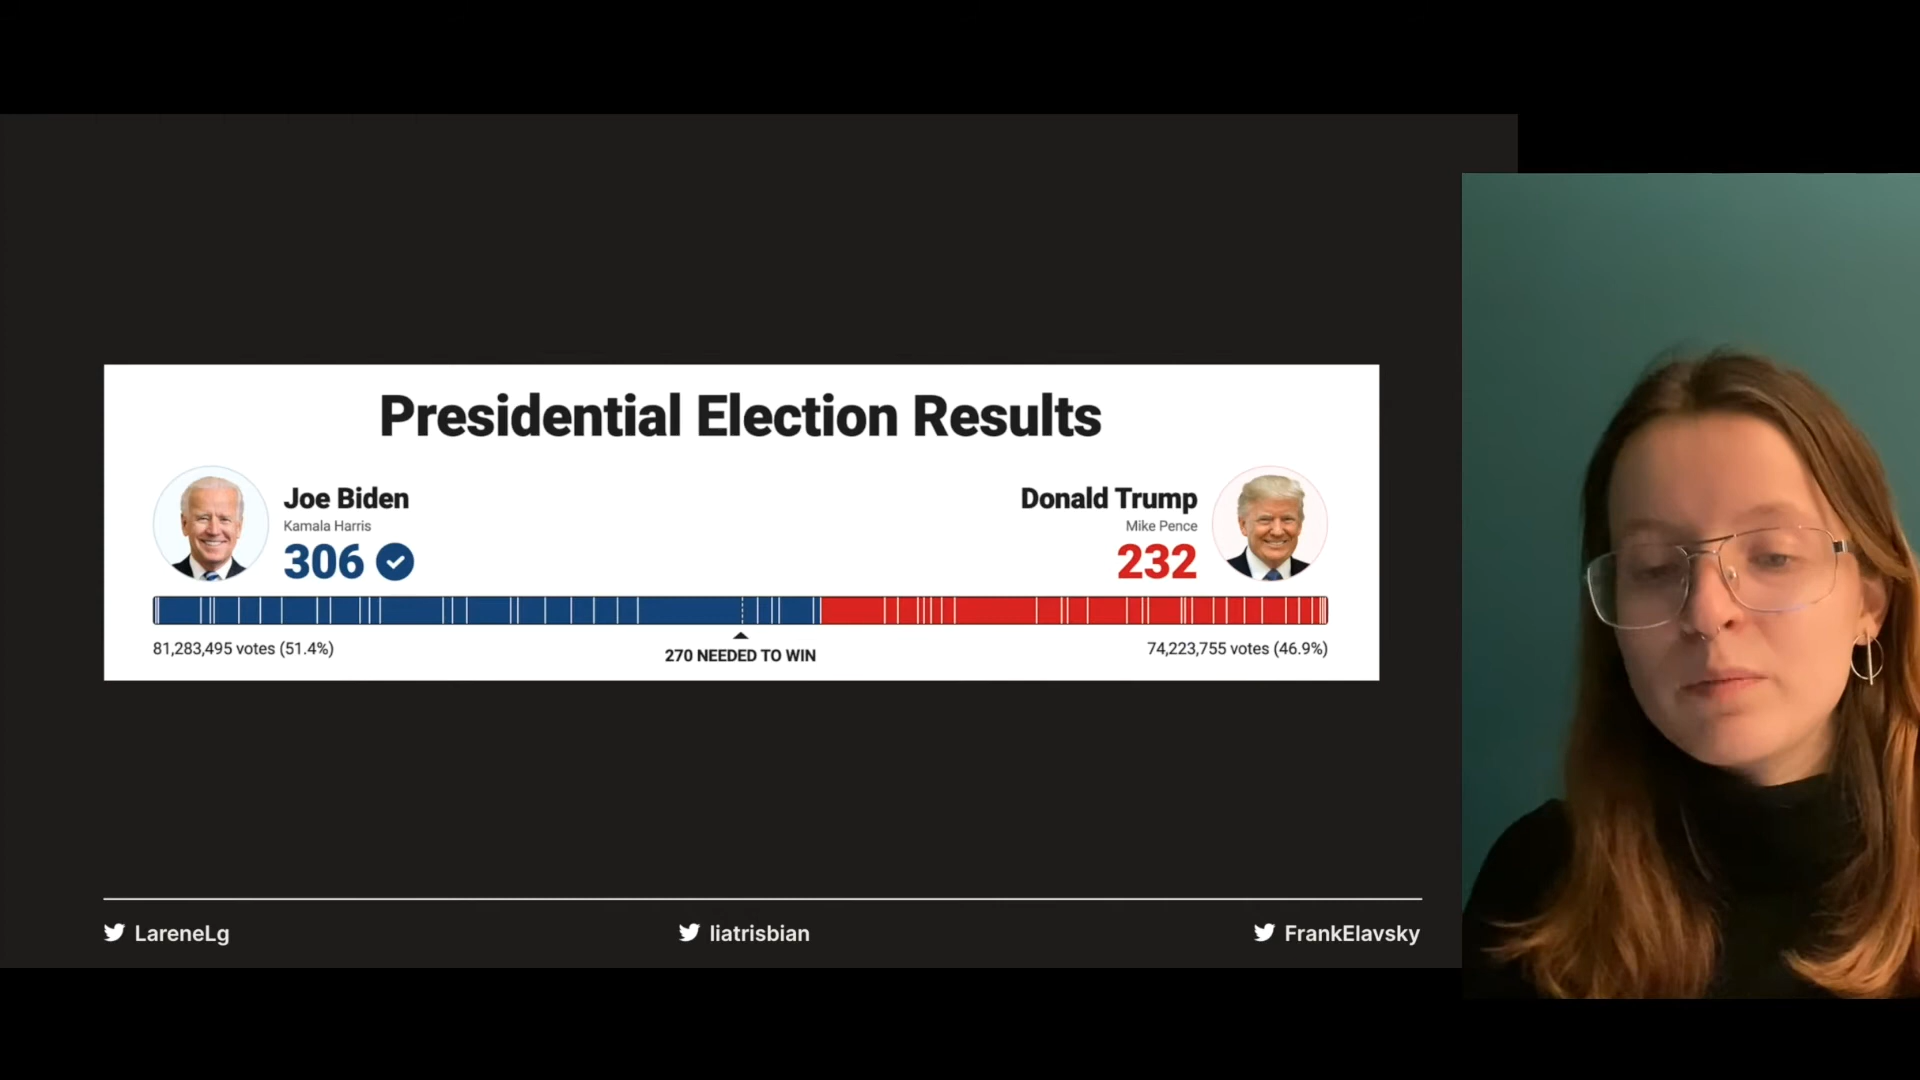 Presidential Election Results
Joe Biden
Kamala Harris
306
Donald Trump
Mike Pence
232
81,283,495 votes (51.4%)
270 NEEDED TO WIN
74,223,755 votes (46.9%)
LareneLg
liatrisbian
FrankElavsky